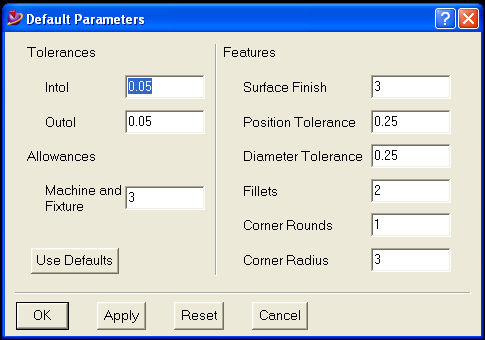 Default Parameters
Tolerances
Intol 0.05
Outol 0.05
Allowances
Machine and
Fixture 3
Use Defaults
Features
Surface Finish 3
Position Tolerance 0.25
Diameter Tolerance 0.25
Fillets 2
Corner Rounds 1
Corner Radius 3
OK Apply Reset Cancel